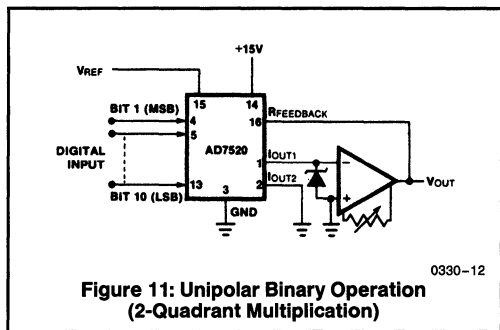 +15V
VREF
BIT 1 (MSB)
15
14
4
16
RFEEDBACK
5
DIGITAL
INPUT
AD7520
1
IOUT1
−
IOUT2
2
+
VOUT
BIT 10 (LSB)
13
3
GND
0330-12
Figure 11: Unipolar Binary Operation
(2-Quadrant Multiplication)